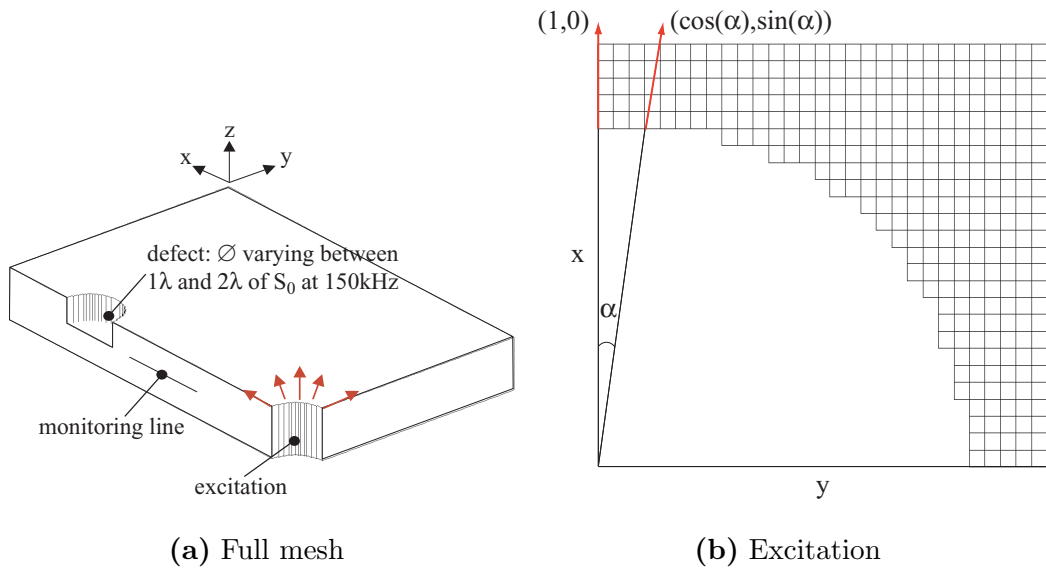 z
x
y
defect: ∅ varying between
1λ and 2λ of S₀ at 150kHz
monitoring line
excitation
(a) Full mesh
(1,0)
(cos(α),sin(α))
x
α
y
(b) Excitation